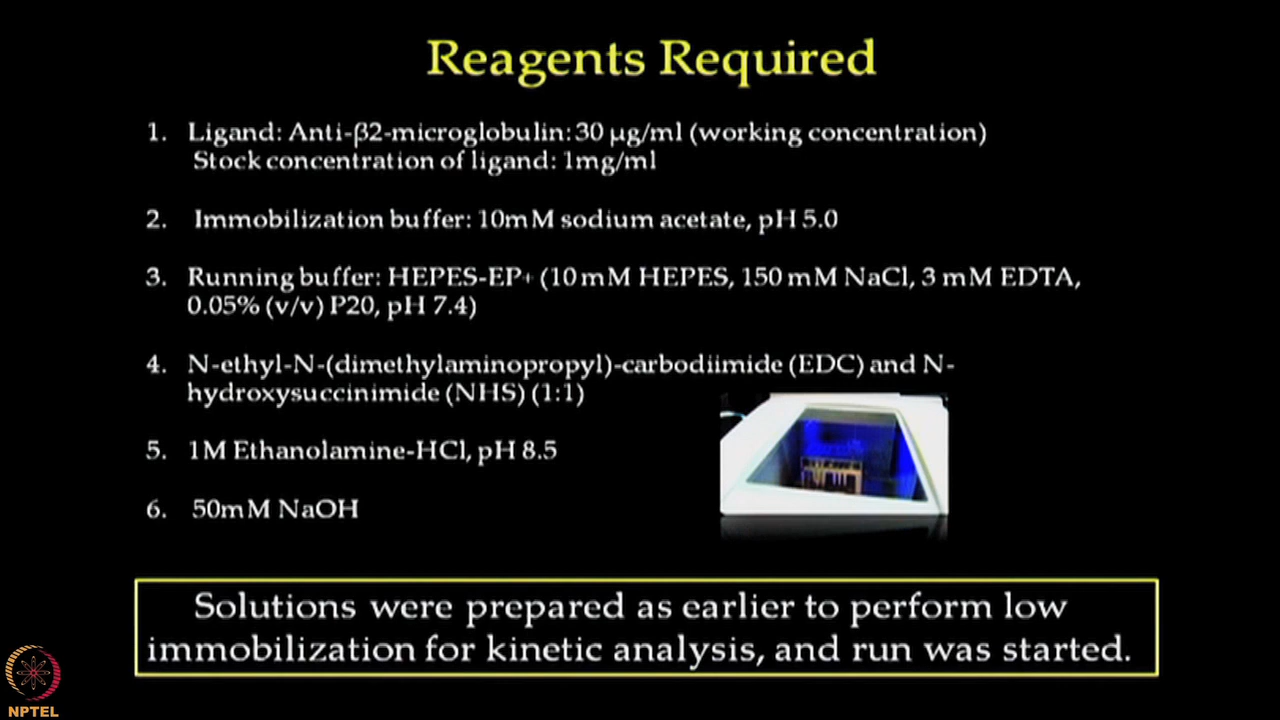 Reagents Required
1. Ligand: Anti-β2-microglobulin: 30 µg/ml (working concentration)
Stock concentration of ligand: 1mg/ml
2. Immobilization buffer: 10mM sodium acetate, pH 5.0
3. Running buffer: HEPES-EP+ (10 mM HEPES, 150 mM NaCl, 3 mM EDTA,
0.05% (v/v) P20, pH 7.4)
4. N-ethyl-N-(dimethylaminopropyl)-carbodiimide (EDC) and N-
hydroxysuccinimide (NHS) (1:1)
5. 1M Ethanolamine-HCl, pH 8.5
6. 50mM NaOH
Solutions were prepared as earlier to perform low
immobilization for kinetic analysis, and run was started.
NPTEL